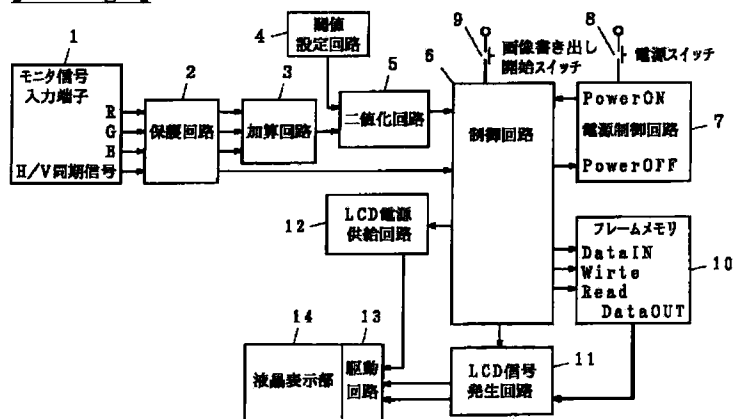 1
モニタ信号
入力端子
R
G
B
H/V同期信号
2
保護回路
3
加算回路
4
閾値
設定回路
5
二値化回路
6
制御回路
9
画像書き出し
開始スイッチ
8
電源スイッチ
PowerON
電源制御回路
PowerOFF
7
フレームメモリ
DataIN
Wirte
Read
DataOUT
10
12
LCD電源
供給回路
14
液晶表示部
13
駆動
回路
LCD信号
発生回路
11